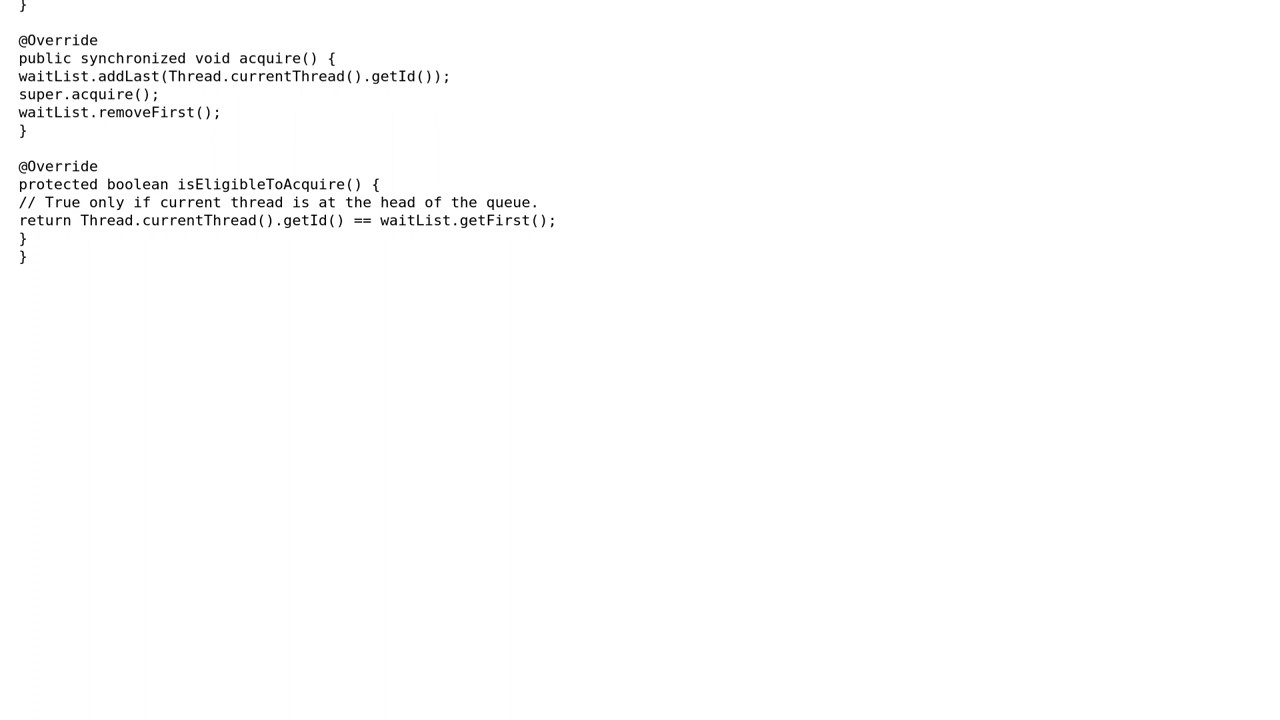 }
@Override
public synchronized void acquire() {
waitList.addLast(Thread.currentThread().getId());
super.acquire();
waitList.removeFirst();
}
@Override
protected boolean isEligibleToAcquire() {
// True only if current thread is at the head of the queue.
return Thread.currentThread().getId() == waitList.getFirst();
}
}